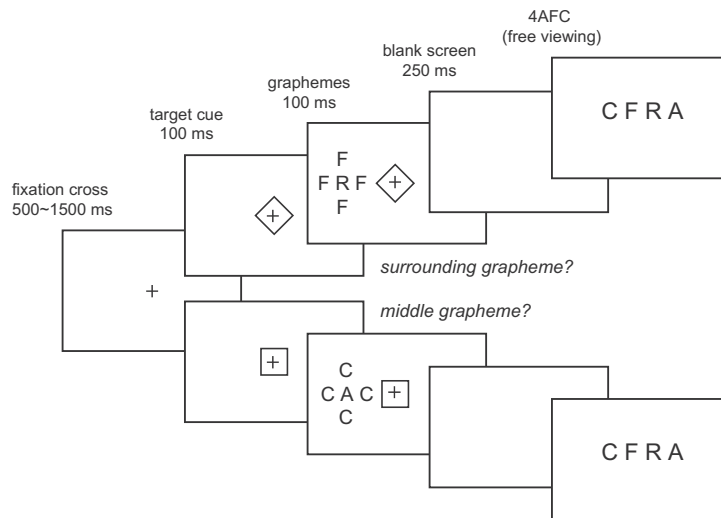 4AFC
(free viewing)
blank screen
250 ms
graphemes
100 ms
target cue
100 ms
fixation cross
500~1500 ms
C F R A
F
F R F
F
surrounding grapheme?
middle grapheme?
C
C A C
C
C F R A